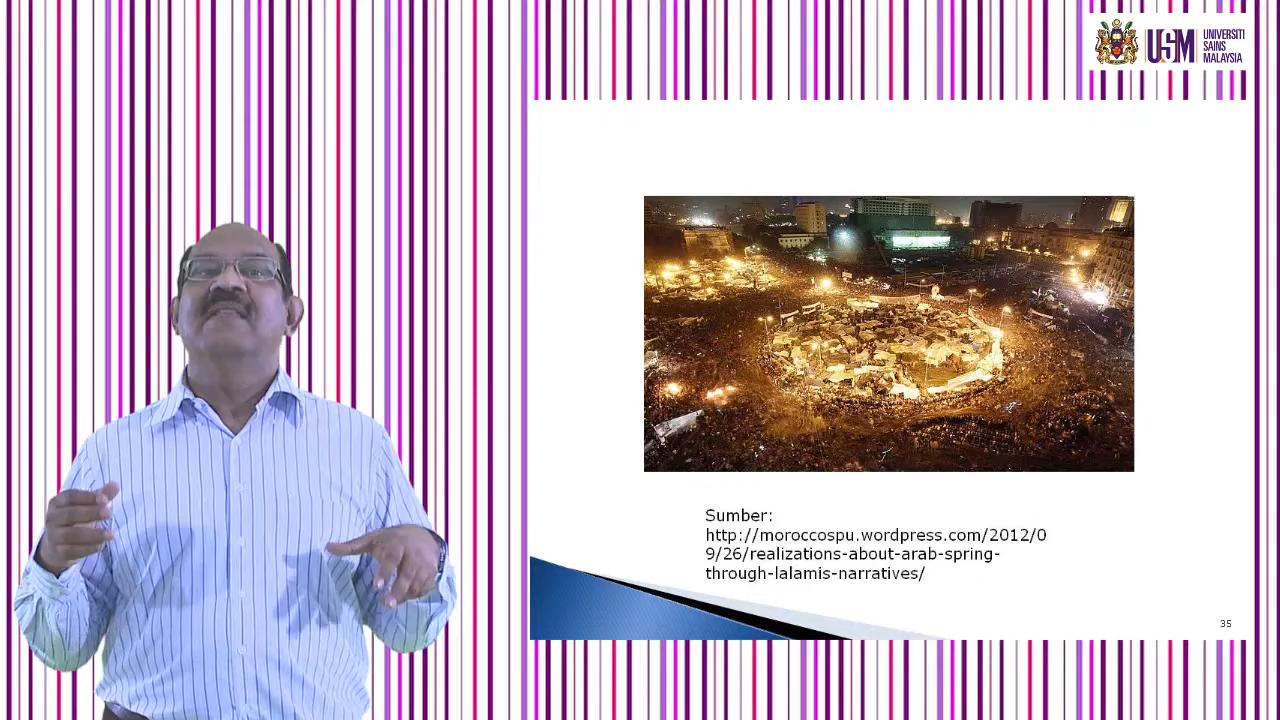 USM
UNIVERSITI
SAINS
MALAYSIA
Sumber:
http://moroccospu.wordpress.com/2012/0
9/26/realizations-about-arab-spring-
through-lalamis-narratives/
35